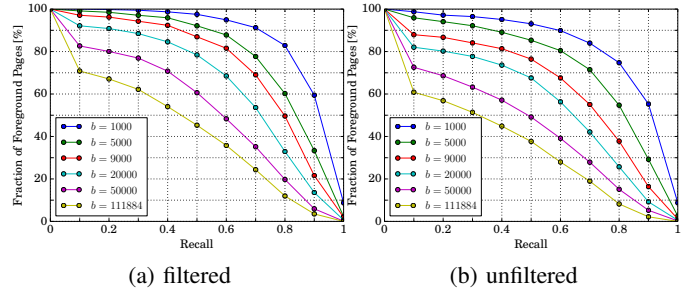 100
80
60
40
20
0
Fraction of Foreground Pages [%]
b = 1000
b = 5000
b = 9000
b = 20000
b = 50000
b = 111884
0 0.2 0.4 0.6 0.8 1
Recall
(a) filtered
100
80
60
40
20
0
Fraction of Foreground Pages [%]
b = 1000
b = 5000
b = 9000
b = 20000
b = 50000
b = 111884
0 0.2 0.4 0.6 0.8 1
Recall
(b) unfiltered